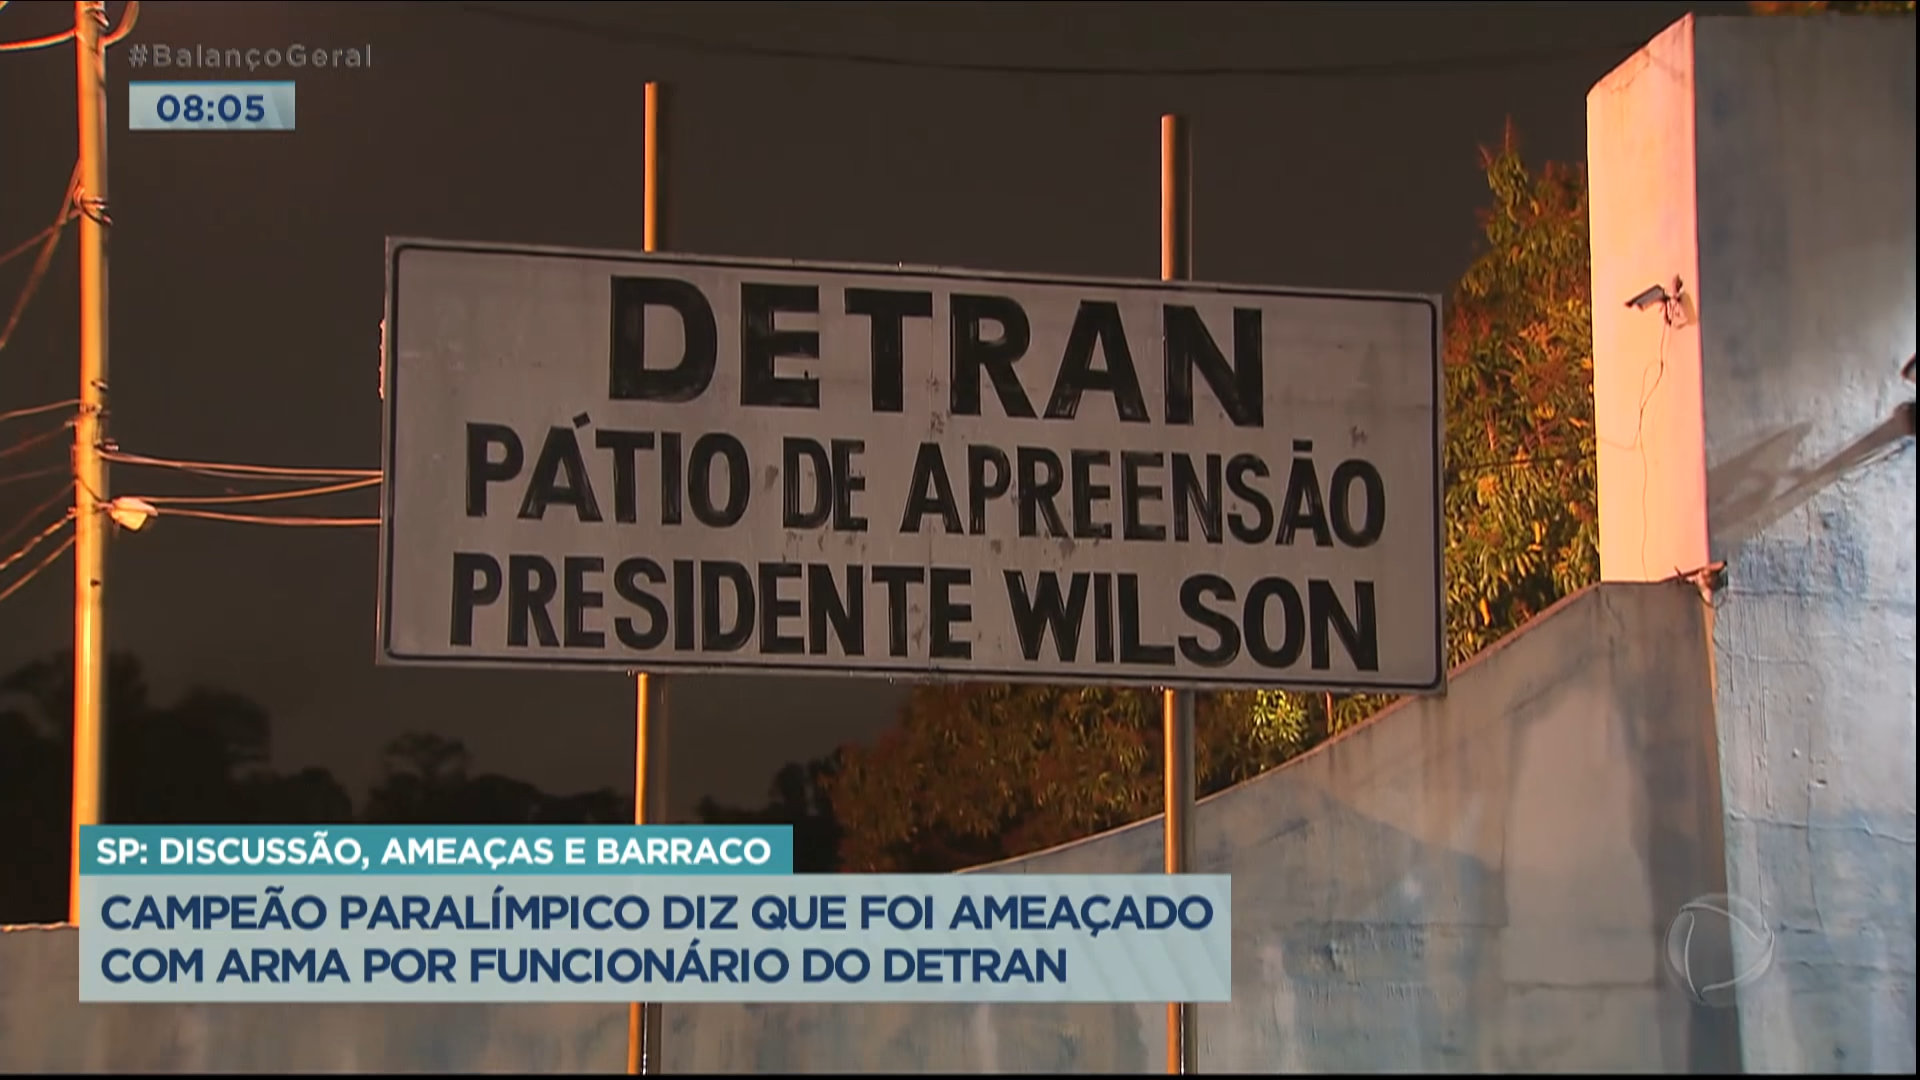 #BalançoGeral
08:05
DETRAN
PÁTIO DE APREENSÃO
PRESIDENTE WILSON
SP: DISCUSSÃO, AMEAÇAS E BARRACO
CAMPEÃO PARALÍMPICO DIZ QUE FOI AMEAÇADO
COM ARMA POR FUNCIONÁRIO DO DETRAN